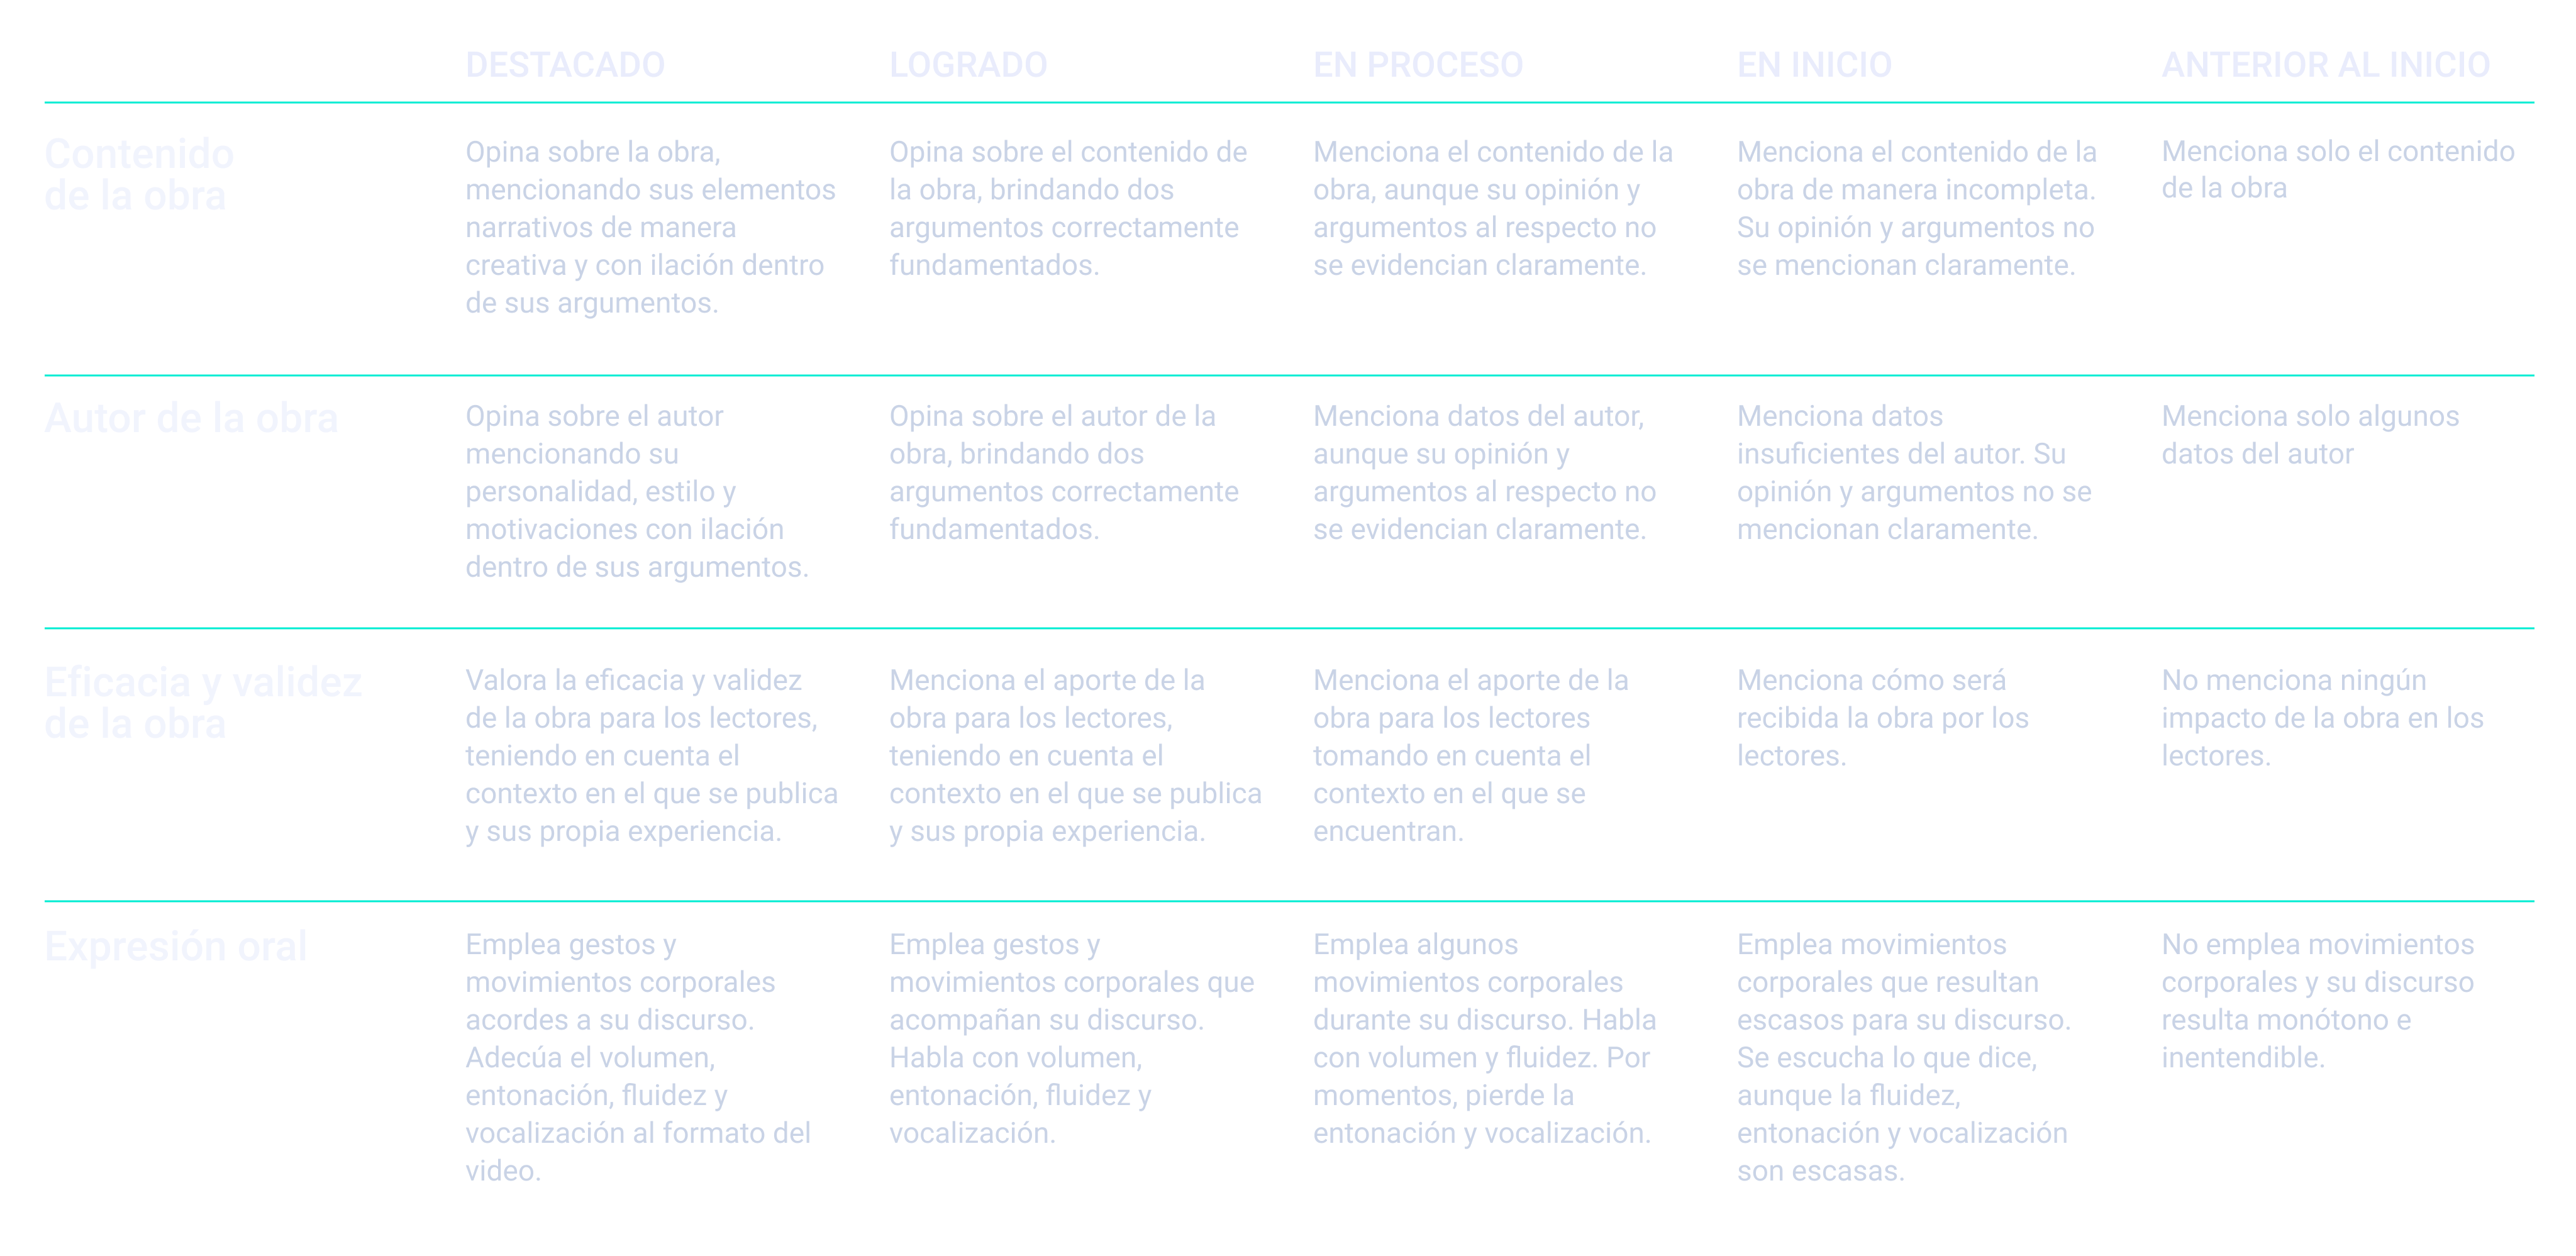 DESTACADO
LOGRADO
EN PROCESO
EN INICIO
ANTERIOR AL INICIO
Contenido
de la obra
Opina sobre la obra,
mencionando sus elementos
narrativos de manera
creativa y con ilación dentro
de sus argumentos.
Opina sobre el contenido de
la obra, brindando dos
argumentos correctamente
fundamentados.
Menciona el contenido de la
obra, aunque su opinión y
argumentos al respecto no
se evidencian claramente.
Menciona el contenido de la
obra de manera incompleta.
Su opinión y argumentos no
se mencionan claramente.
Menciona solo el contenido
de la obra
Autor de la obra
Opina sobre el autor
mencionando su
personalidad, estilo y
motivaciones con ilación
dentro de sus argumentos.
Opina sobre el autor de la
obra, brindando dos
argumentos correctamente
fundamentados.
Menciona datos del autor,
aunque su opinión y
argumentos al respecto no
se evidencian claramente.
Menciona datos
insuficientes del autor. Su
opinión y argumentos no se
mencionan claramente.
Menciona solo algunos
datos del autor
Eficacia y validez
de la obra
Valora la eficacia y validez
de la obra para los lectores,
teniendo en cuenta el
contexto en el que se publica
y sus propia experiencia.
Menciona el aporte de la
obra para los lectores,
teniendo en cuenta el
contexto en el que se publica
y sus propia experiencia.
Menciona el aporte de la
obra para los lectores
tomando en cuenta el
contexto en el que se
encuentran.
Menciona cómo será
recibida la obra por los
lectores.
No menciona ningún
impacto de la obra en los
lectores.
Expresión oral
Emplea gestos y
movimientos corporales
acordes a su discurso.
Adecúa el volumen,
entonación, fluidez y
vocalización al formato del
video.
Emplea gestos y
movimientos corporales que
acompañan su discurso.
Habla con volumen,
entonación, fluidez y
vocalización.
Emplea algunos
movimientos corporales
durante su discurso. Habla
con volumen y fluidez. Por
momentos, pierde la
entonación y vocalización.
Emplea movimientos
corporales que resultan
escasos para su discurso.
Se escucha lo que dice,
aunque la fluidez,
entonación y vocalización
son escasas.
No emplea movimientos
corporales y su discurso
resulta monótono e
inentendible.